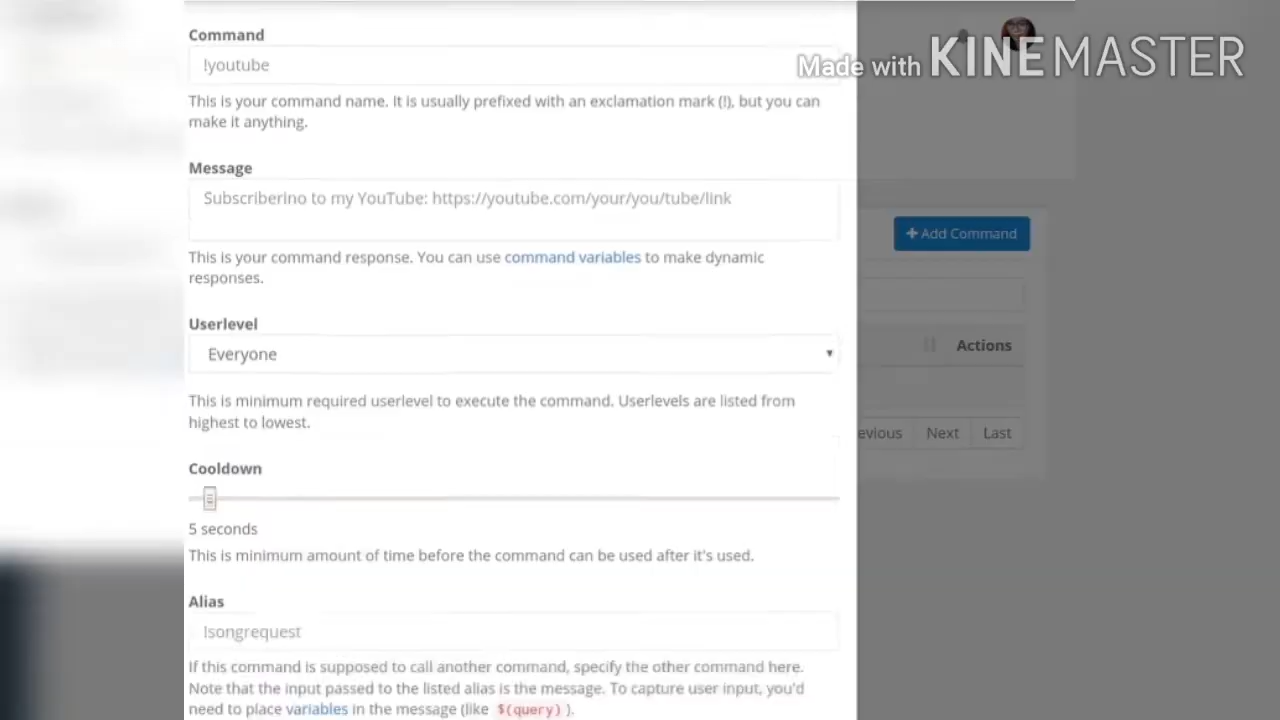 Command
!youtube
Made with KINEMASTER
This is your command name. It is usually prefixed with an exclamation mark (!), but you can
make it anything.
Message
Subscriberino to my YouTube: https://youtube.com/your/you/tube/link
+ Add Command
This is your command response. You can use command variables to make dynamic
responses.
Userlevel
Everyone
Actions
This is minimum required userlevel to execute the command. Userlevels are listed from
highest to lowest.
evious Next Last
Cooldown
5 seconds
This is minimum amount of time before the command can be used after it's used.
Alias
!songrequest
If this command is supposed to call another command, specify the other command here.
Note that the input passed to the listed alias is the message. To capture user input, you'd
need to place variables in the message (like $(query) ).